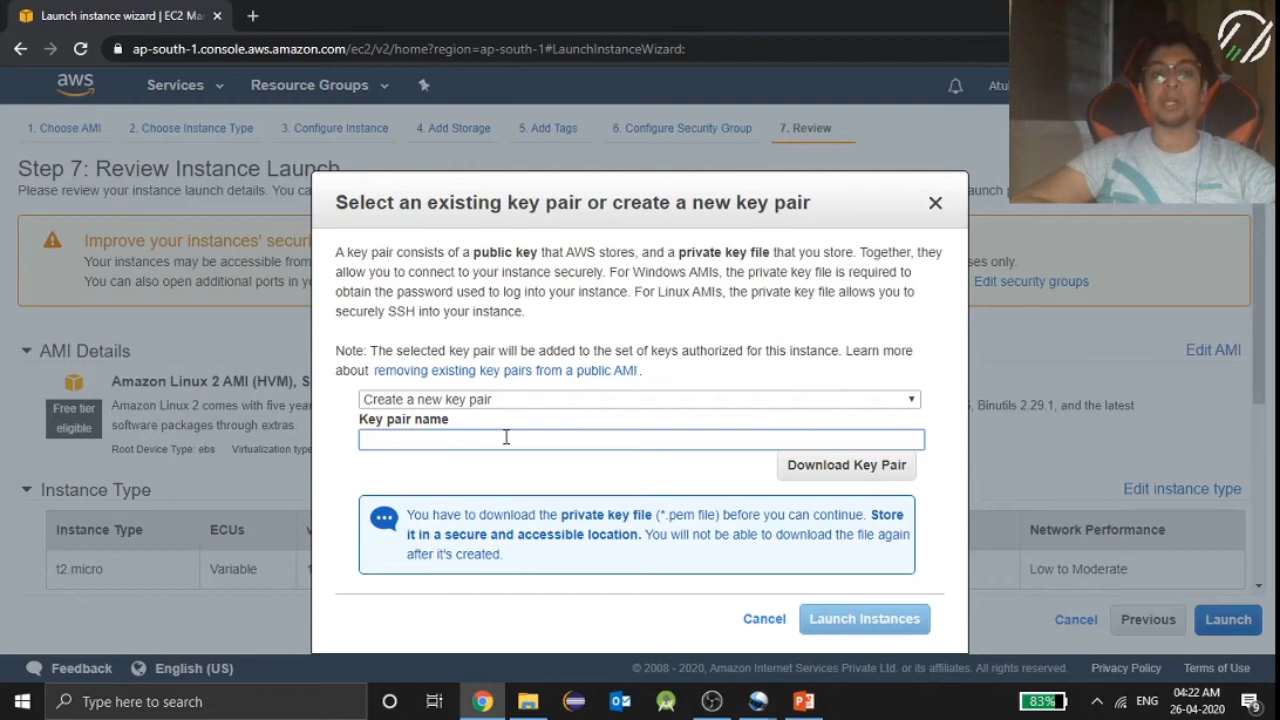 Launch instance wizard | EC2 Ma
ap-south-1.console.aws.amazon.com/ec2/v2/home?region=ap-south-1#LaunchInstanceWizard:
aws
Services
Resource Groups
Atul
1. Choose AMI
2. Choose Instance Type
3. Configure Instance
4. Add Storage
5. Add Tags
6. Configure Security Group
7. Review
Step 7: Review Instance Launch
Please review your instance launch details. You ca
Improve your instances' securi
Your instances may be accessible from
You can also open additional ports in yo
Edit security groups
Select an existing key pair or create a new key pair
A key pair consists of a public key that AWS stores, and a private key file that you store. Together, they
allow you to connect to your instance securely. For Windows AMIs, the private key file is required to
obtain the password used to log into your instance. For Linux AMIs, the private key file allows you to
securely SSH into your instance.
Note: The selected key pair will be added to the set of keys authorized for this instance. Learn more
about removing existing key pairs from a public AMI.
Create a new key pair
Key pair name
Download Key Pair
You have to download the private key file (*.pem file) before you can continue. Store
it in a secure and accessible location. You will not be able to download the file again
after it's created.
Cancel
Launch Instances
AMI Details
Edit AMI
Amazon Linux 2 AMI (HVM), S
Free tier
eligible
Amazon Linux 2 comes with five yea
software packages through extras.
Root Device Type: ebs
Virtualization type
Binutils 2.29.1, and the latest
Instance Type
Edit instance type
Instance Type
ECUs
Network Performance
t2.micro
Variable
Low to Moderate
Cancel
Previous
Launch
Feedback
English (US)
© 2008 - 2020, Amazon Internet Services Private Ltd. or its affiliates. All rights reserved.
Privacy Policy
Terms of Use
Type here to search
83%
ENG
04:22 AM
26-04-2020
9